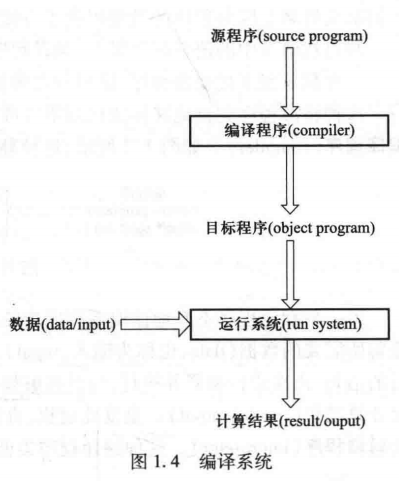 源程序(source program)
编译程序(compiler)
目标程序(object program)
数据(data/input)
运行系统(run system)
计算结果(result/ouput)
图1.4 编译系统